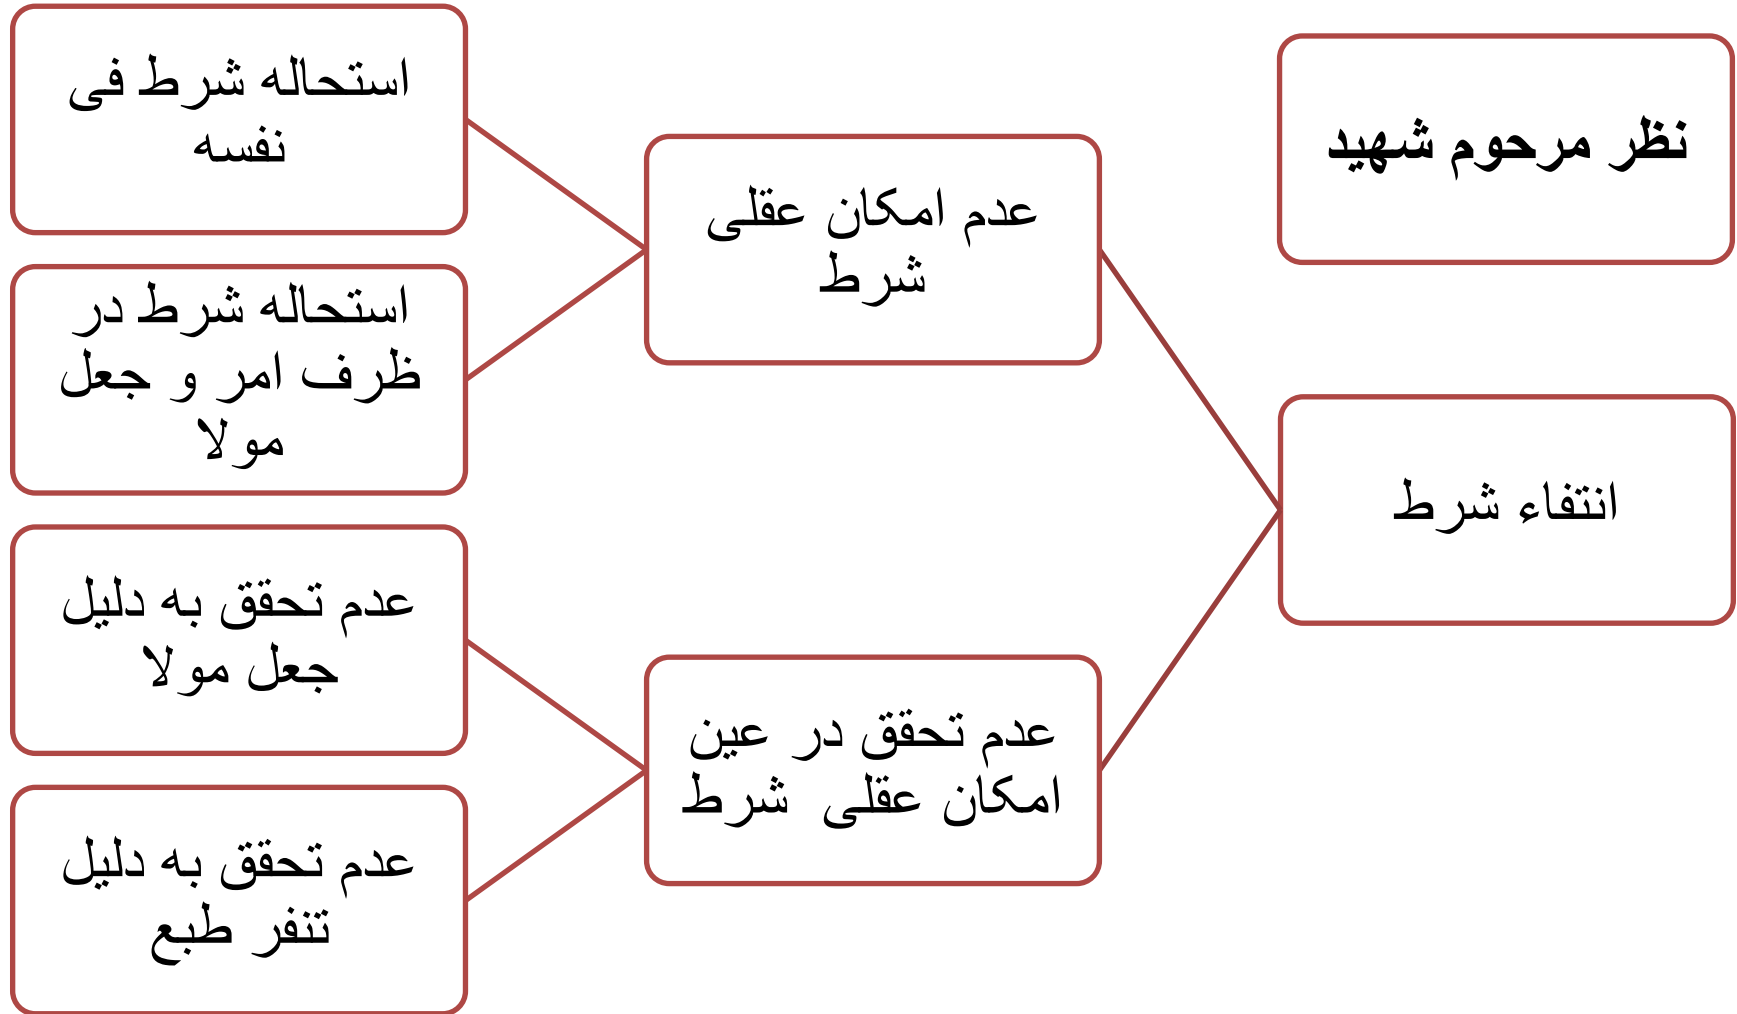 نظر مرحوم شهید
انتفاء شرط
عدم امکان عقلی
شرط
استحاله شرط فی
نفسه
استحاله شرط در
ظرف امر و جعل
مولا
عدم تحقق در عین
امکان عقلی شرط
عدم تحقق به دلیل
جعل مولا
عدم تحقق به دلیل
تنفر طبع